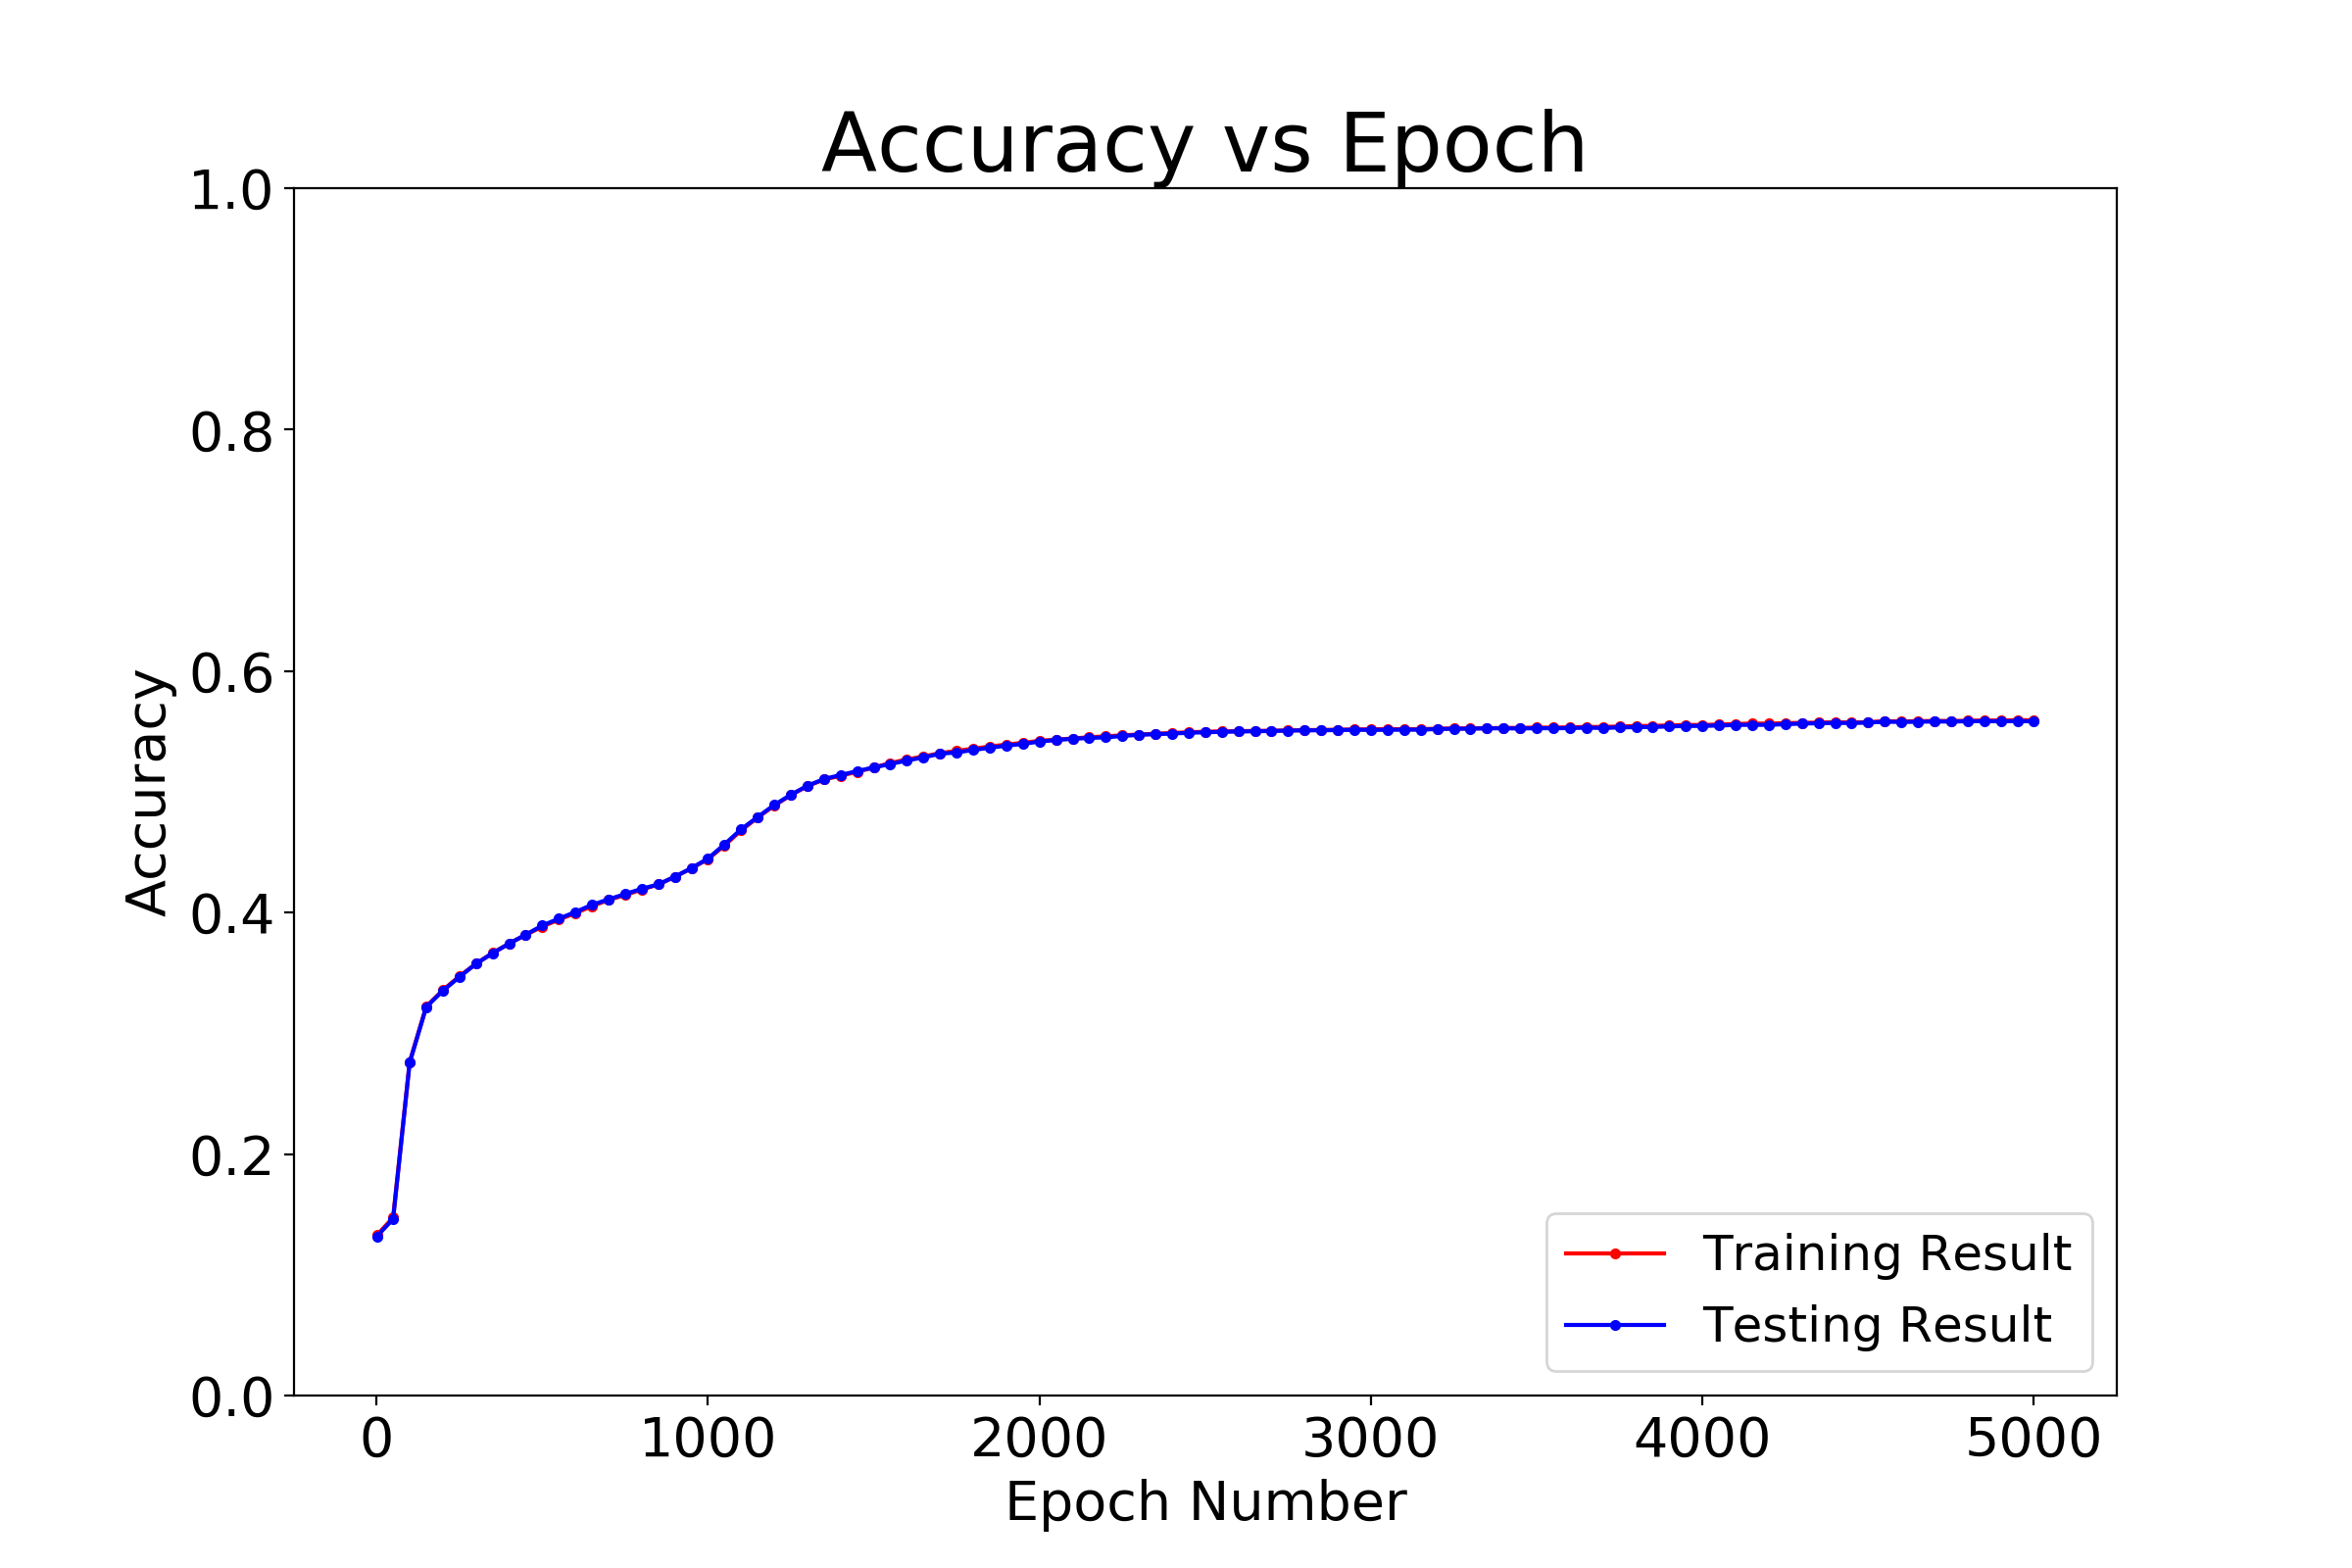 Accuracy vs Epoch
1.0
0.8
0.6
0.4
0.2
0.0
Accuracy
0 1000 2000 3000 4000 5000
Epoch Number
Training Result
Testing Result